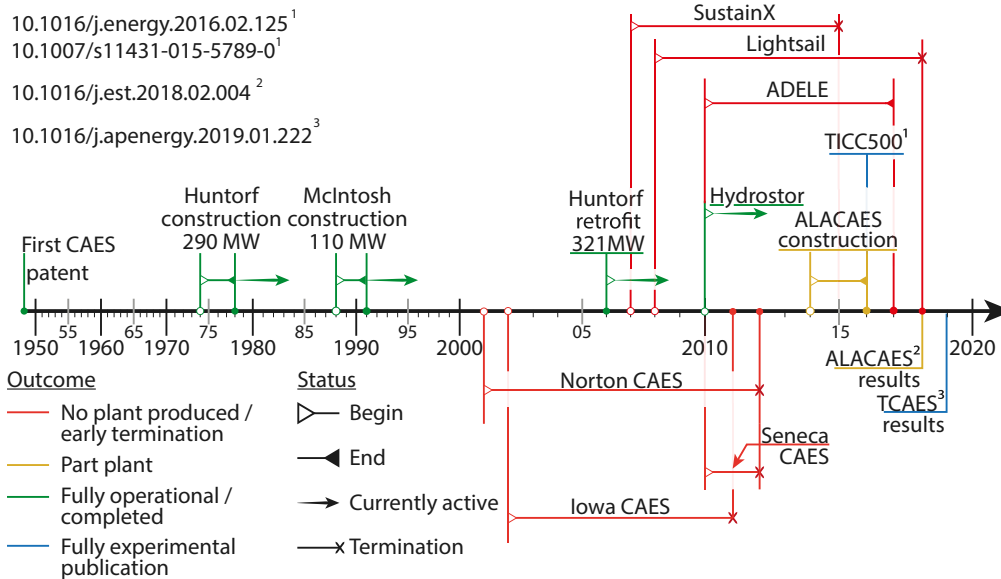 10.1016/j.energy.2016.02.125¹
10.1007/s11431-015-5789-0¹
10.1016/j.est.2018.02.004 ²
10.1016/j.apenergy.2019.01.222³
SustainX
Lightsail
ADELE
TICC500¹
Huntorf
construction
290 MW
McIntosh
construction
110 MW
Huntorf
retrofit
321MW
Hydrostor
ALACAES
construction
First CAES
patent
1950 55 1960 65 1970 75 1980 85 1990 95 2000 05 2010 15 2020
ALACAES²
results
TCAES³
results
Norton CAES
Seneca
CAES
Iowa CAES
Outcome
No plant produced /
early termination
Part plant
Fully operational /
completed
Fully experimental
publication
Status
Begin
End
Currently active
Termination